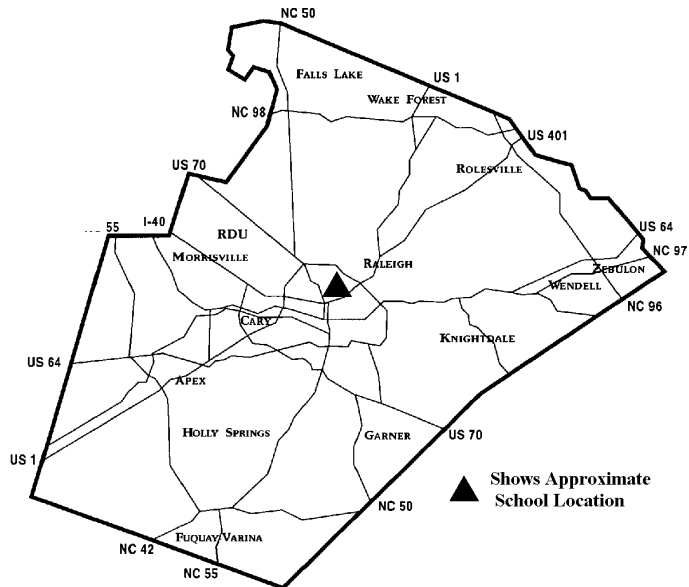 NC 50
FALLS LAKE
US 1
WAKE FOREST
NC 98
US 401
US 70
ROLESVILLE
55
I-40
RDU
US 64
MORRISVILLE
RALEIGH
NC 97
ZEBULON
WENDELL
NC 96
CARY
KNIGHTDALE
US 64
APEX
HOLLY SPRINGS
GARNER
US 70
US 1
Shows Approximate
School Location
NC 50
FUQUAY VARINA
NC 42
NC 55